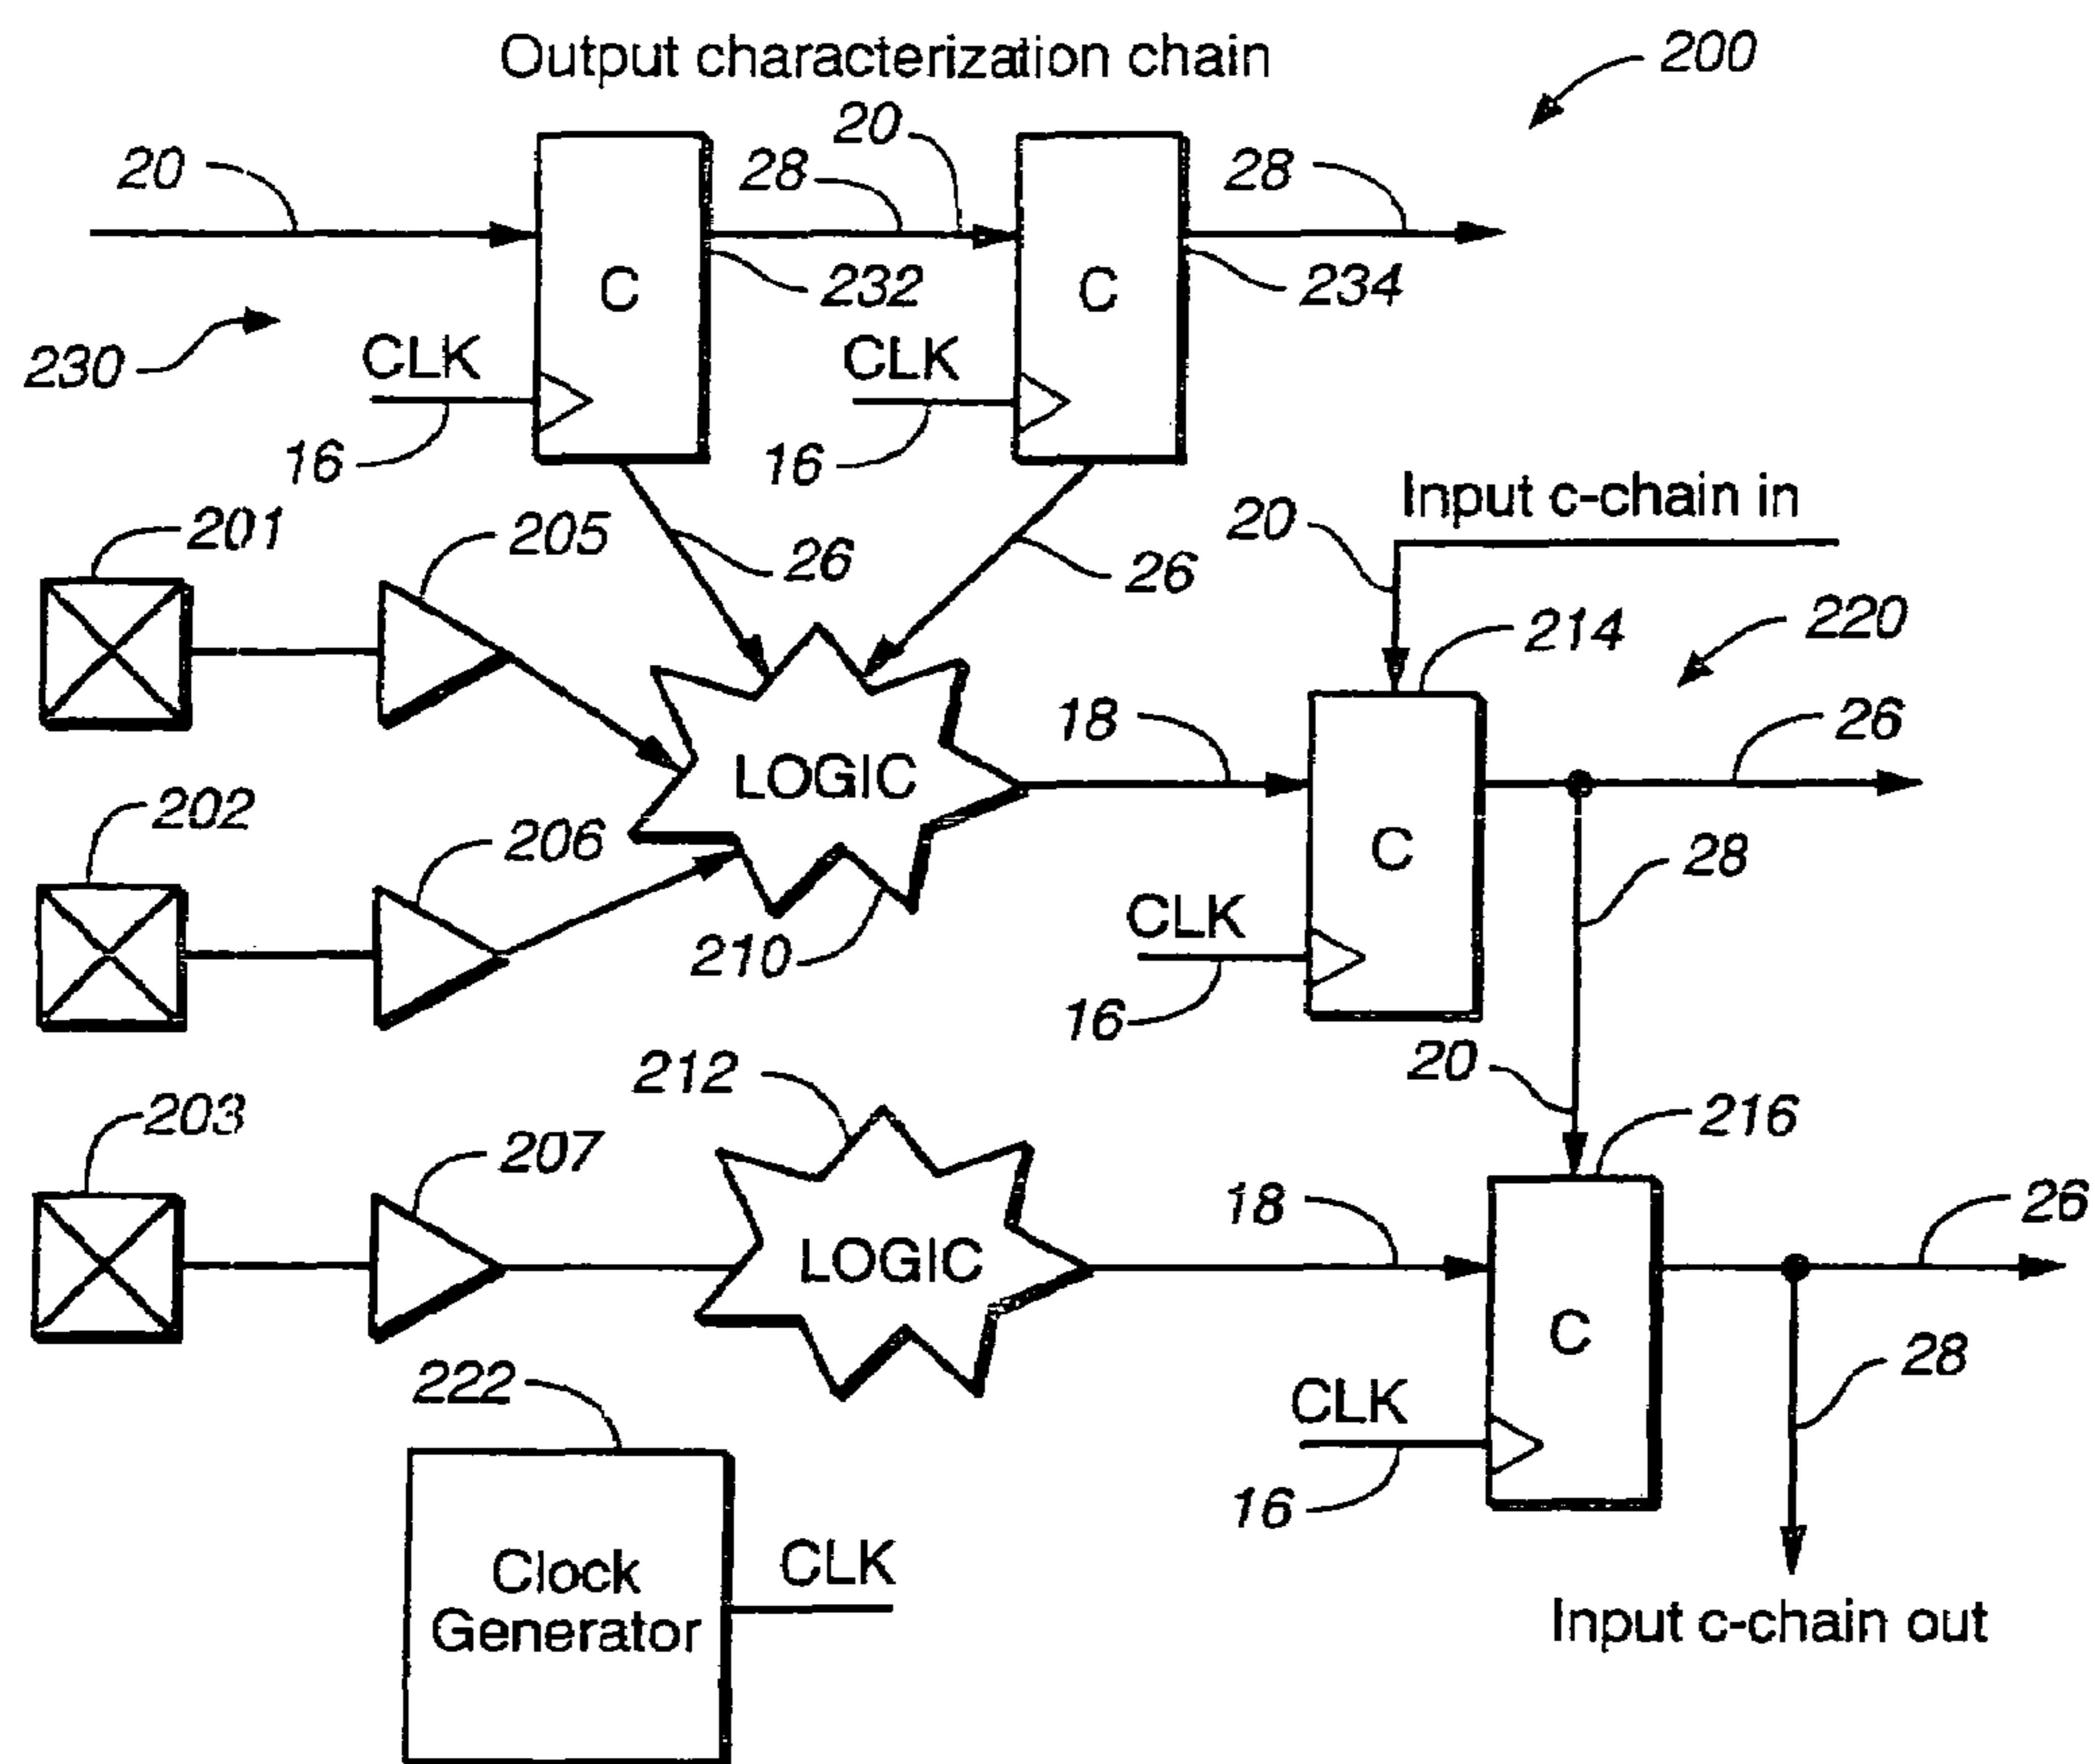 Output characterization chain
200
20
28
20
28
C
232
C
234
230
CLK
CLK
16
16
Input c-chain in
20
201
205
26
26
214
220
LOGIC
18
26
202
206
C
28
CLK
210
16
20
212
203
207
216
18
26
LOGIC
C
28
222
CLK
16
Clock
Generator
CLK
Input c-chain out